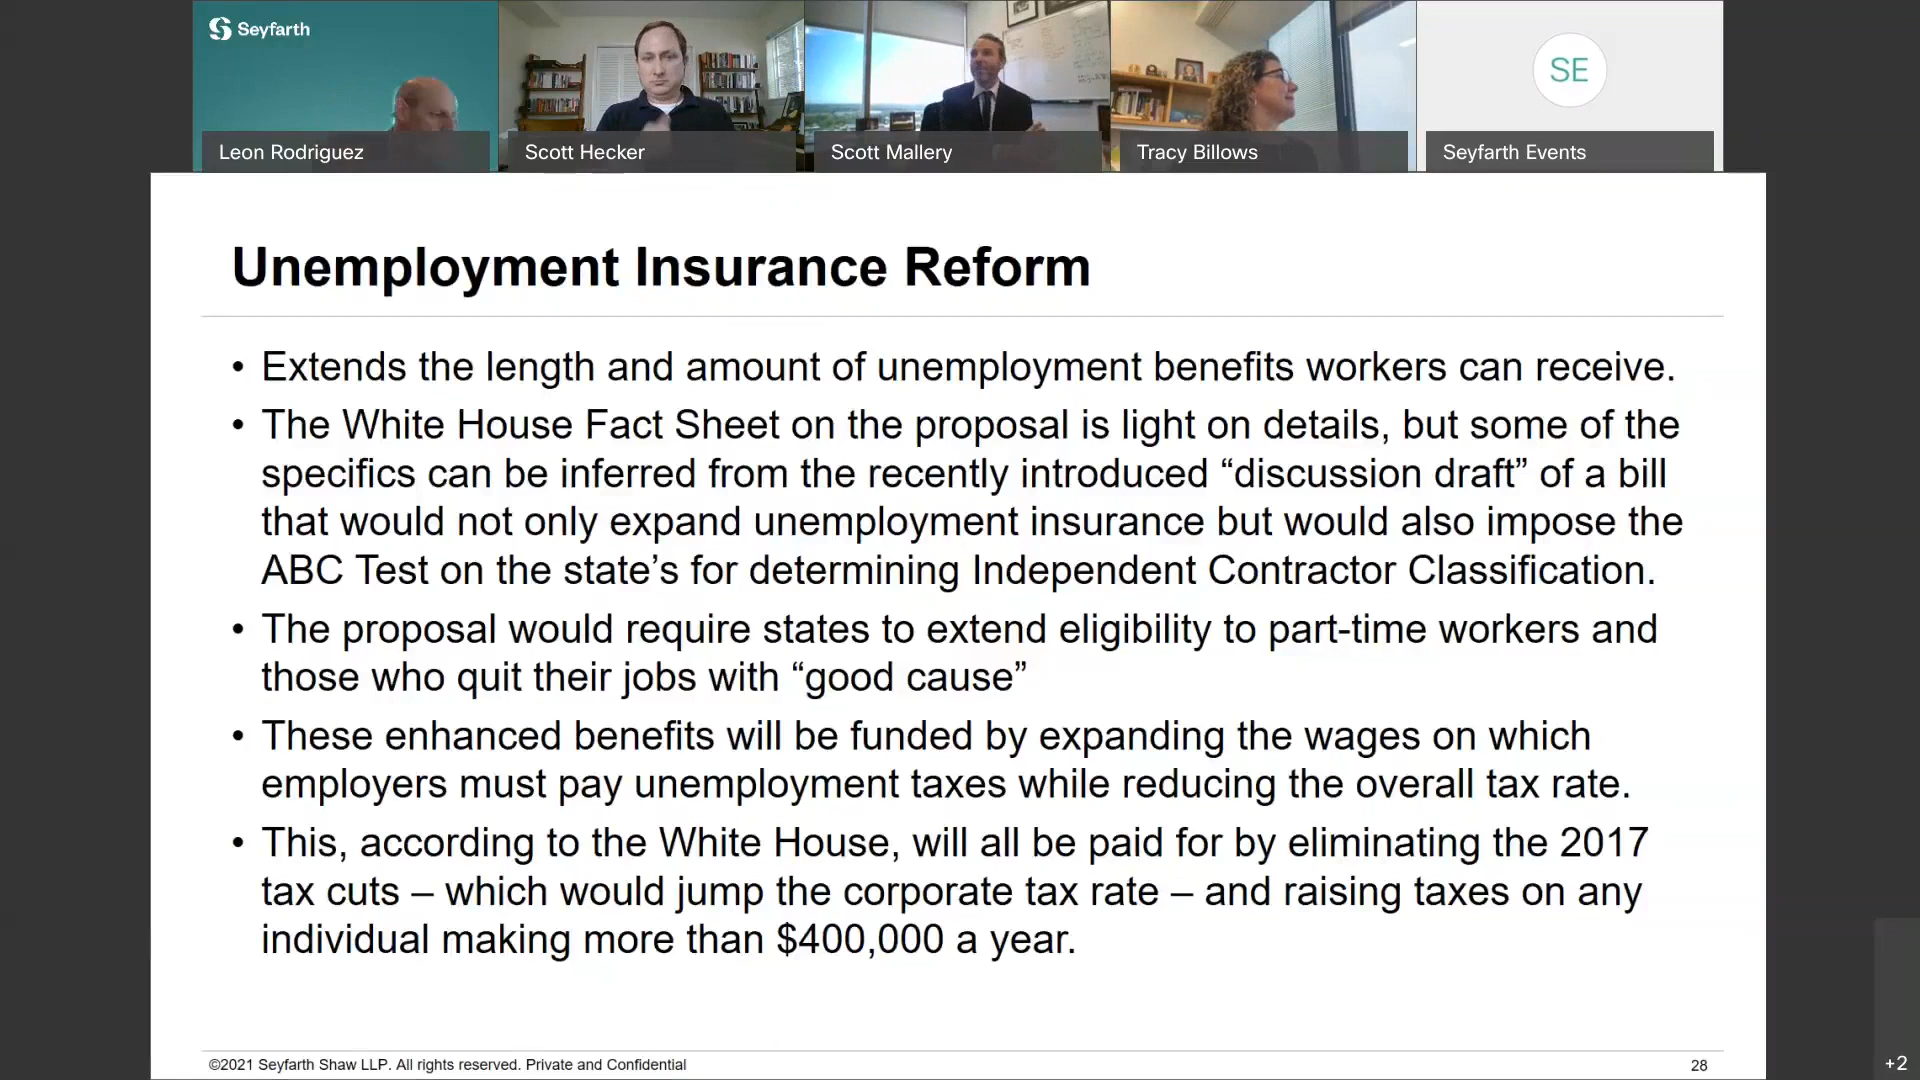 Seyfarth
Leon Rodriguez
Scott Hecker
Scott Mallery
Tracy Billows
SE
Seyfarth Events
Unemployment Insurance Reform
• Extends the length and amount of unemployment benefits workers can receive.
• The White House Fact Sheet on the proposal is light on details, but some of the
specifics can be inferred from the recently introduced “discussion draft” of a bill
that would not only expand unemployment insurance but would also impose the
ABC Test on the state’s for determining Independent Contractor Classification.
• The proposal would require states to extend eligibility to part-time workers and
those who quit their jobs with “good cause”
• These enhanced benefits will be funded by expanding the wages on which
employers must pay unemployment taxes while reducing the overall tax rate.
• This, according to the White House, will all be paid for by eliminating the 2017
tax cuts – which would jump the corporate tax rate – and raising taxes on any
individual making more than $400,000 a year.
©2021 Seyfarth Shaw LLP. All rights reserved. Private and Confidential
28
+2